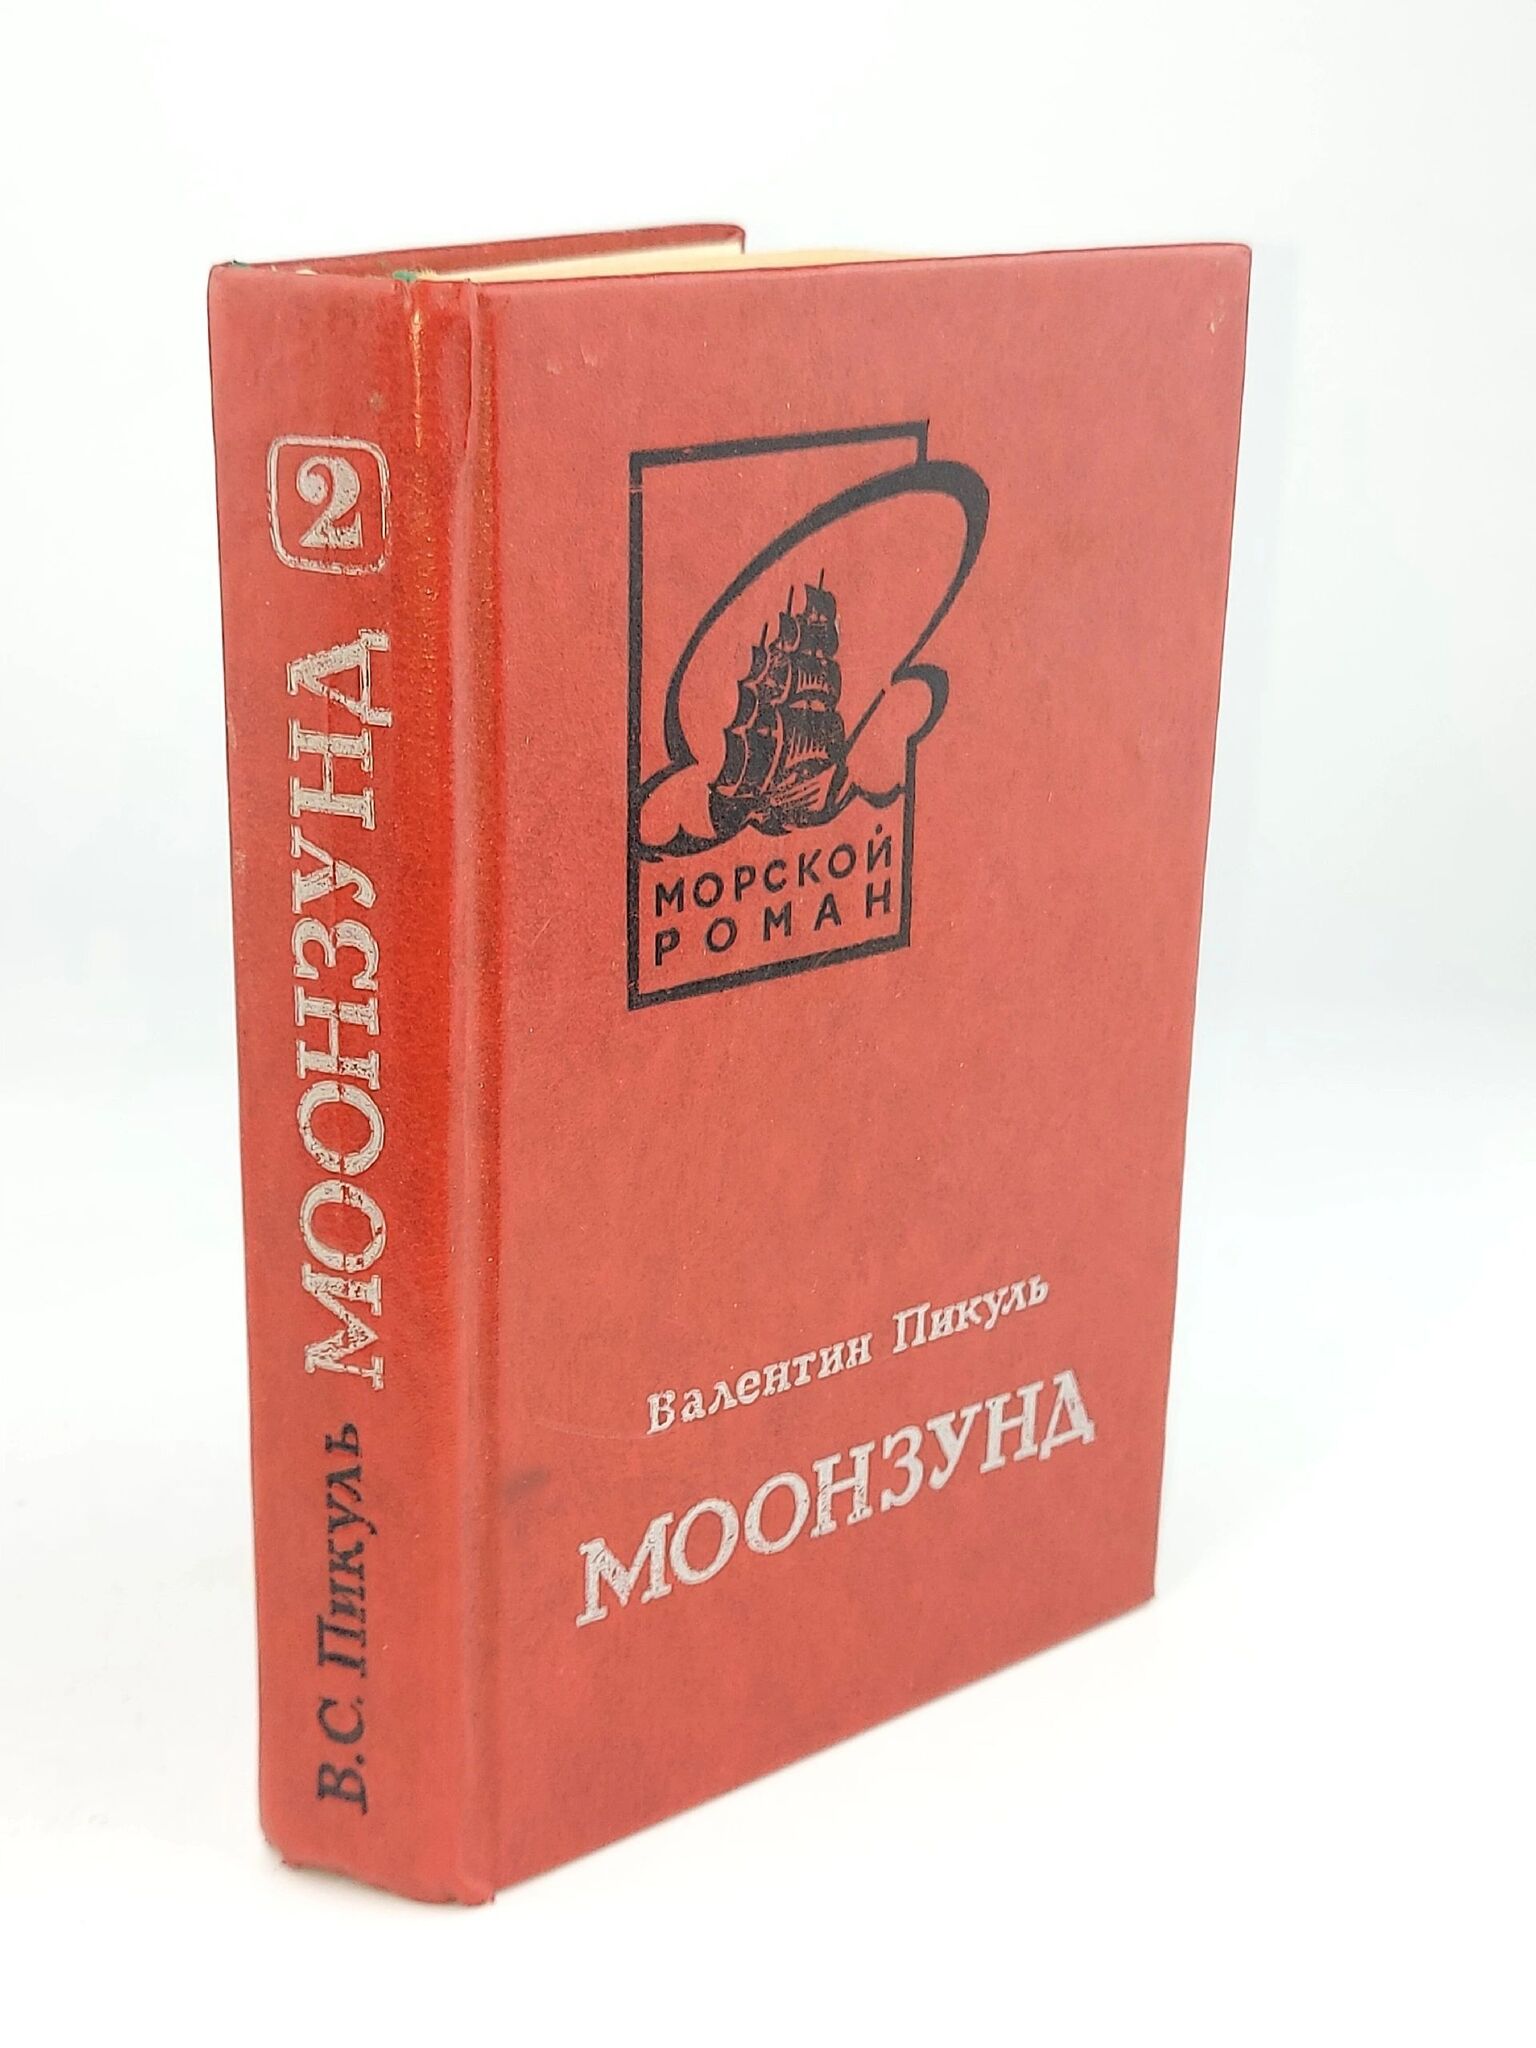 В.С. Пикуль МООНЗУНД 2
МОРСКОЙ
РОМАН
Валентин Пикуль
МООНЗУНД